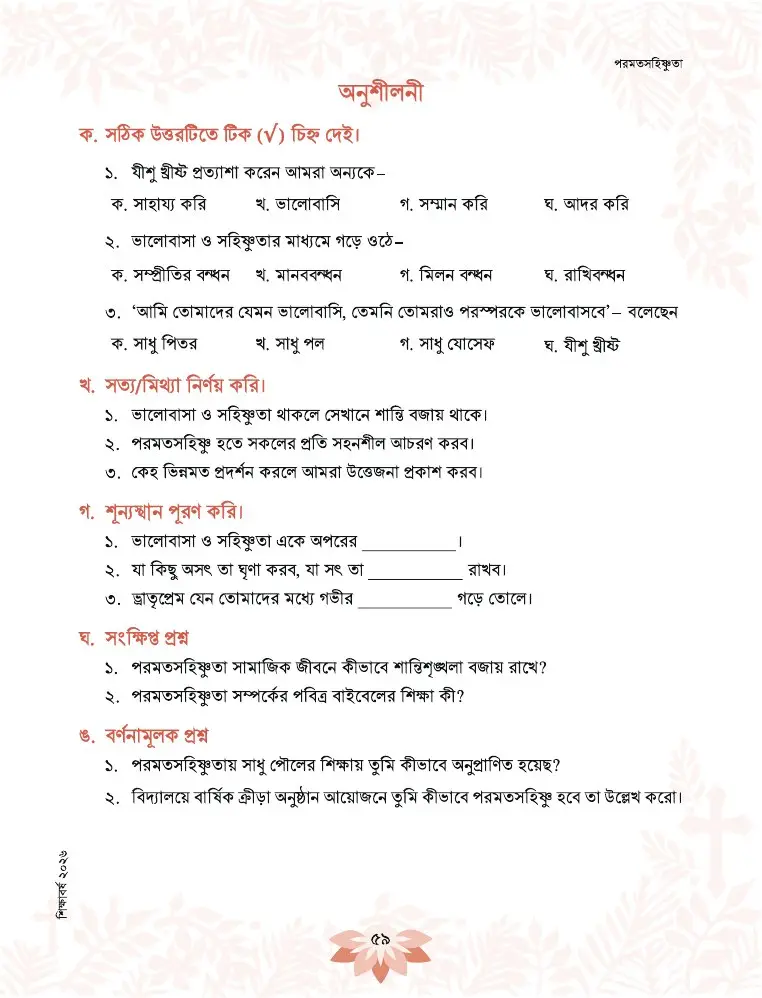 পরমতসহিষ্ণুতা
অনুশীলনী
ক. সঠিক উত্তরটিতে টিক (√) চিহ্ন দেই।
১. যীশু খ্রীষ্ট প্রত্যাশা করেন আমরা অন্যকে–
ক. সাহায্য করি খ. ভালোবাসি গ. সম্মান করি ঘ. আদর করি
২. ভালোবাসা ও সহিষ্ণুতার মাধ্যমে গড়ে ওঠে–
ক. সম্প্রীতির বন্ধন খ. মানববন্ধন গ. মিলন বন্ধন ঘ. রাখিবন্ধন
৩. ‘আমি তোমাদের যেমন ভালোবাসি, তেমনি তোমরাও পরস্পরকে ভালোবাসবে’– বলেছেন
ক. সাধু পিতর খ. সাধু পল গ. সাধু যোসেফ ঘ. যীশু খ্রীষ্ট
খ. সত্য/মিথ্যা নির্ণয় করি।
১. ভালোবাসা ও সহিষ্ণুতা থাকলে সেখানে শান্তি বজায় থাকে।
২. পরমতসহিষ্ণু হতে সকলের প্রতি সহনশীল আচরণ করব।
৩. কেহ ভিন্নমত প্রদর্শন করলে আমরা উত্তেজনা প্রকাশ করব।
গ. শূন্যস্থান পূরণ করি।
১. ভালোবাসা ও সহিষ্ণুতা একে অপরের ___________।
২. যা কিছু অসৎ তা ঘৃণা করব, যা সৎ তা __________ রাখব।
৩. ভ্রাতৃপ্রেম যেন তোমাদের মধ্যে গভীর __________ গড়ে তোলে।
ঘ. সংক্ষিপ্ত প্রশ্ন
১. পরমতসহিষ্ণুতা সামাজিক জীবনে কীভাবে শান্তিশৃঙ্খলা বজায় রাখে?
২. পরমতসহিষ্ণুতা সম্পর্কের পবিত্র বাইবেলের শিক্ষা কী?
ঙ. বর্ণনামূলক প্রশ্ন
১. পরমতসহিষ্ণুতায় সাধু পৌলের শিক্ষায় তুমি কীভাবে অনুপ্রাণিত হয়েছ?
২. বিদ্যালয়ে বার্ষিক ক্রীড়া অনুষ্ঠান আয়োজনে তুমি কীভাবে পরমতসহিষ্ণু হবে তা উল্লেখ করো।
শিক্ষাবর্ষ ২০২৬
৫৯